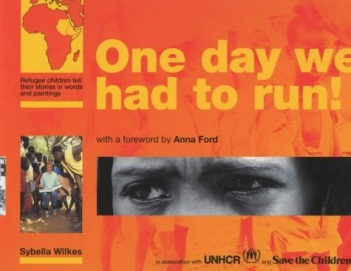 Refugee children tell
their stories in words
and paintings
One day we
had to run!
with a foreword by Anna Ford
Sybella Wilkes
in association with UNHCR and Save the Children